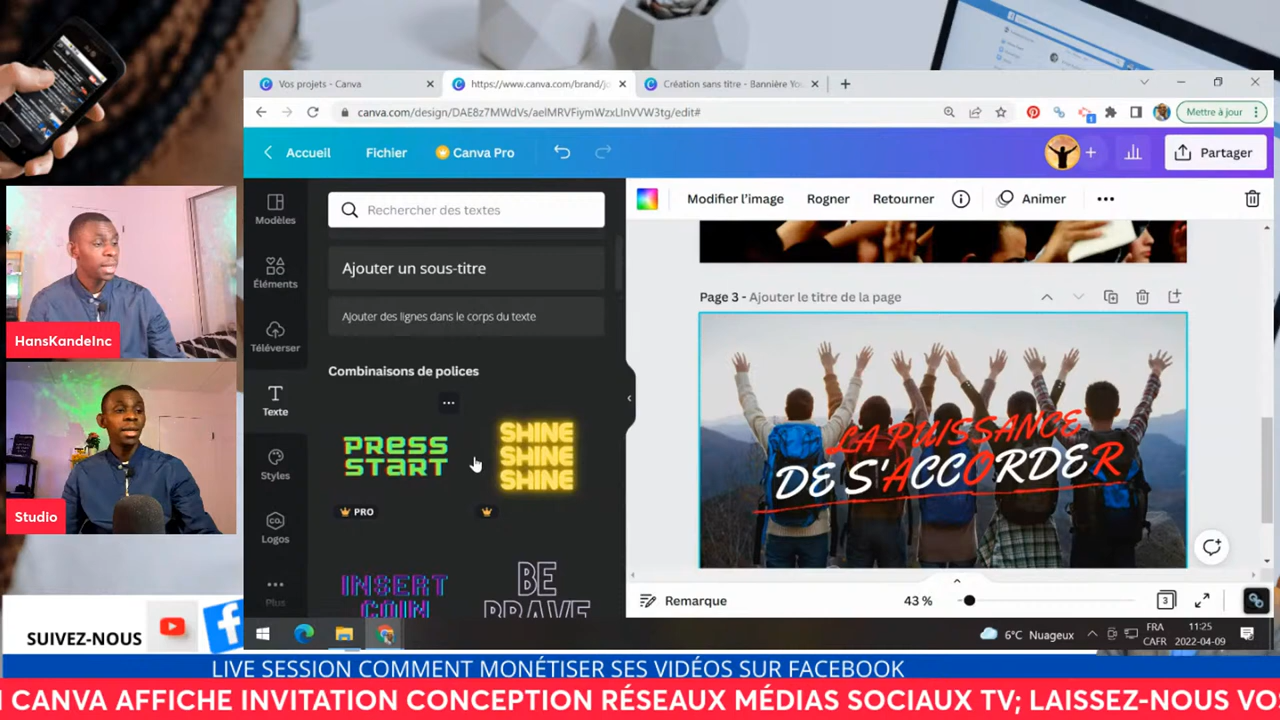 Vos projets - Canva
https://www.canva.com/brand/jo
Création sans titre - Bannière You
canva.com/design/DAE8z7MWdVs/aelMRVFiymWzxLlnVVW3tg/edit#
Mettre à jour
Accueil
Fichier
Canva Pro
Partager
Modèles
Éléments
Téléverser
Texte
Styles
CO.
Logos
Plus
Rechercher des textes
Ajouter un sous-titre
Ajouter des lignes dans le corps du texte
Combinaisons de polices
PRESS
START
PRO
SHINE
SHINE
SHINE
INSERT
COIN
BE
BRAVE
Modifier l'image
Rogner
Retourner
Animer
Page 3 - Ajouter le titre de la page
LA PUISSANCE
DE S'ACCORDER
Remarque
43 %
3
6°C Nuageux
FRA
CAFR
11:25
2022-04-09
HansKandeInc
Studio
SUIVEZ-NOUS
LIVE SESSION COMMENT MONÉTISER SES VIDÉOS SUR FACEBOOK
CANVA AFFICHE INVITATION CONCEPTION RÉSEAUX MÉDIAS SOCIAUX TV; LAISSEZ-NOUS